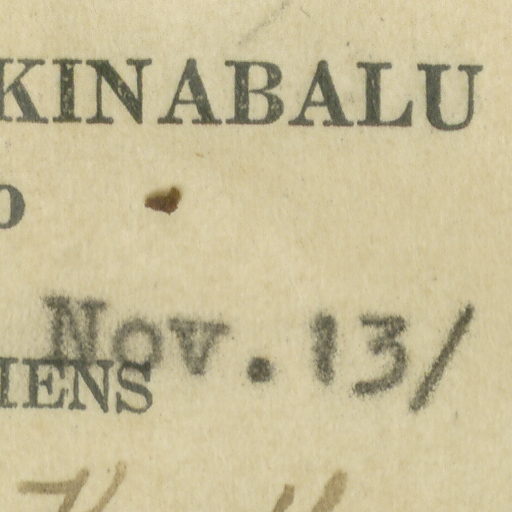 KINABALU
o
Nov. 13/
IENS